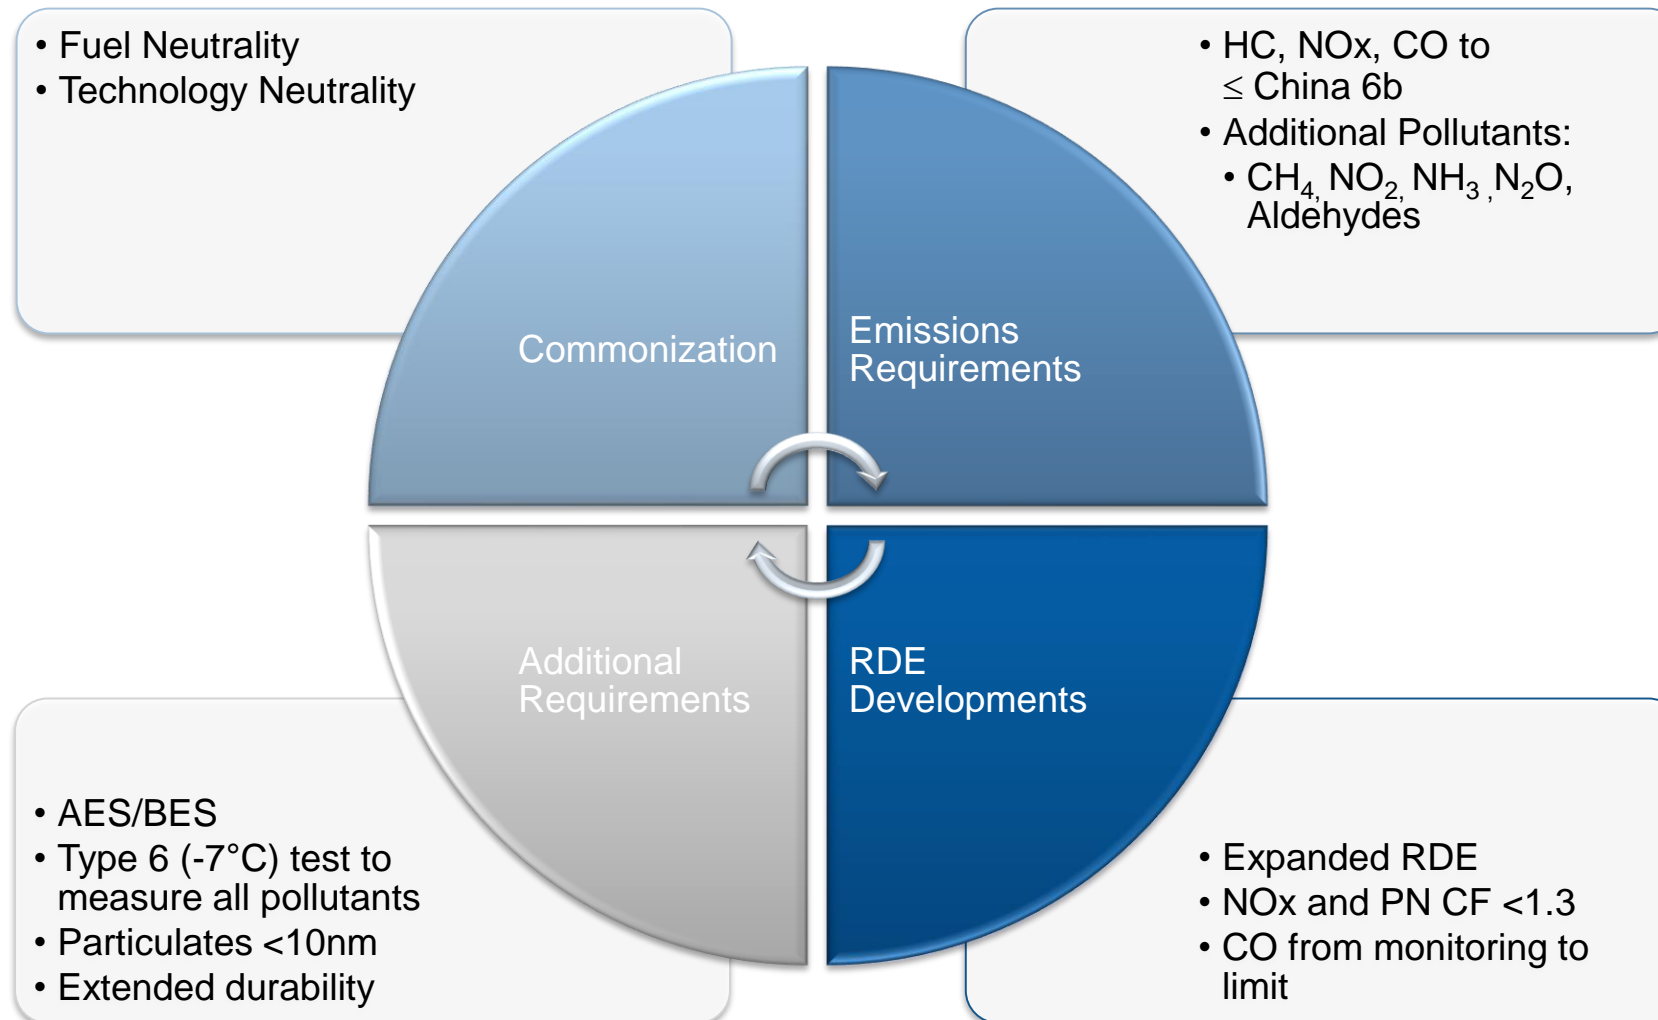 • Fuel Neutrality
• Technology Neutrality
• HC, NOx, CO to
≤ China 6b
• Additional Pollutants:
• CH₄, NO₂, NH₃ ,N₂O,
Aldehydes
Commonization
Emissions
Requirements
Additional
Requirements
RDE
Developments
• AES/BES
• Type 6 (-7°C) test to
measure all pollutants
• Particulates <10nm
• Extended durability
• Expanded RDE
• NOx and PN CF <1.3
• CO from monitoring to
limit